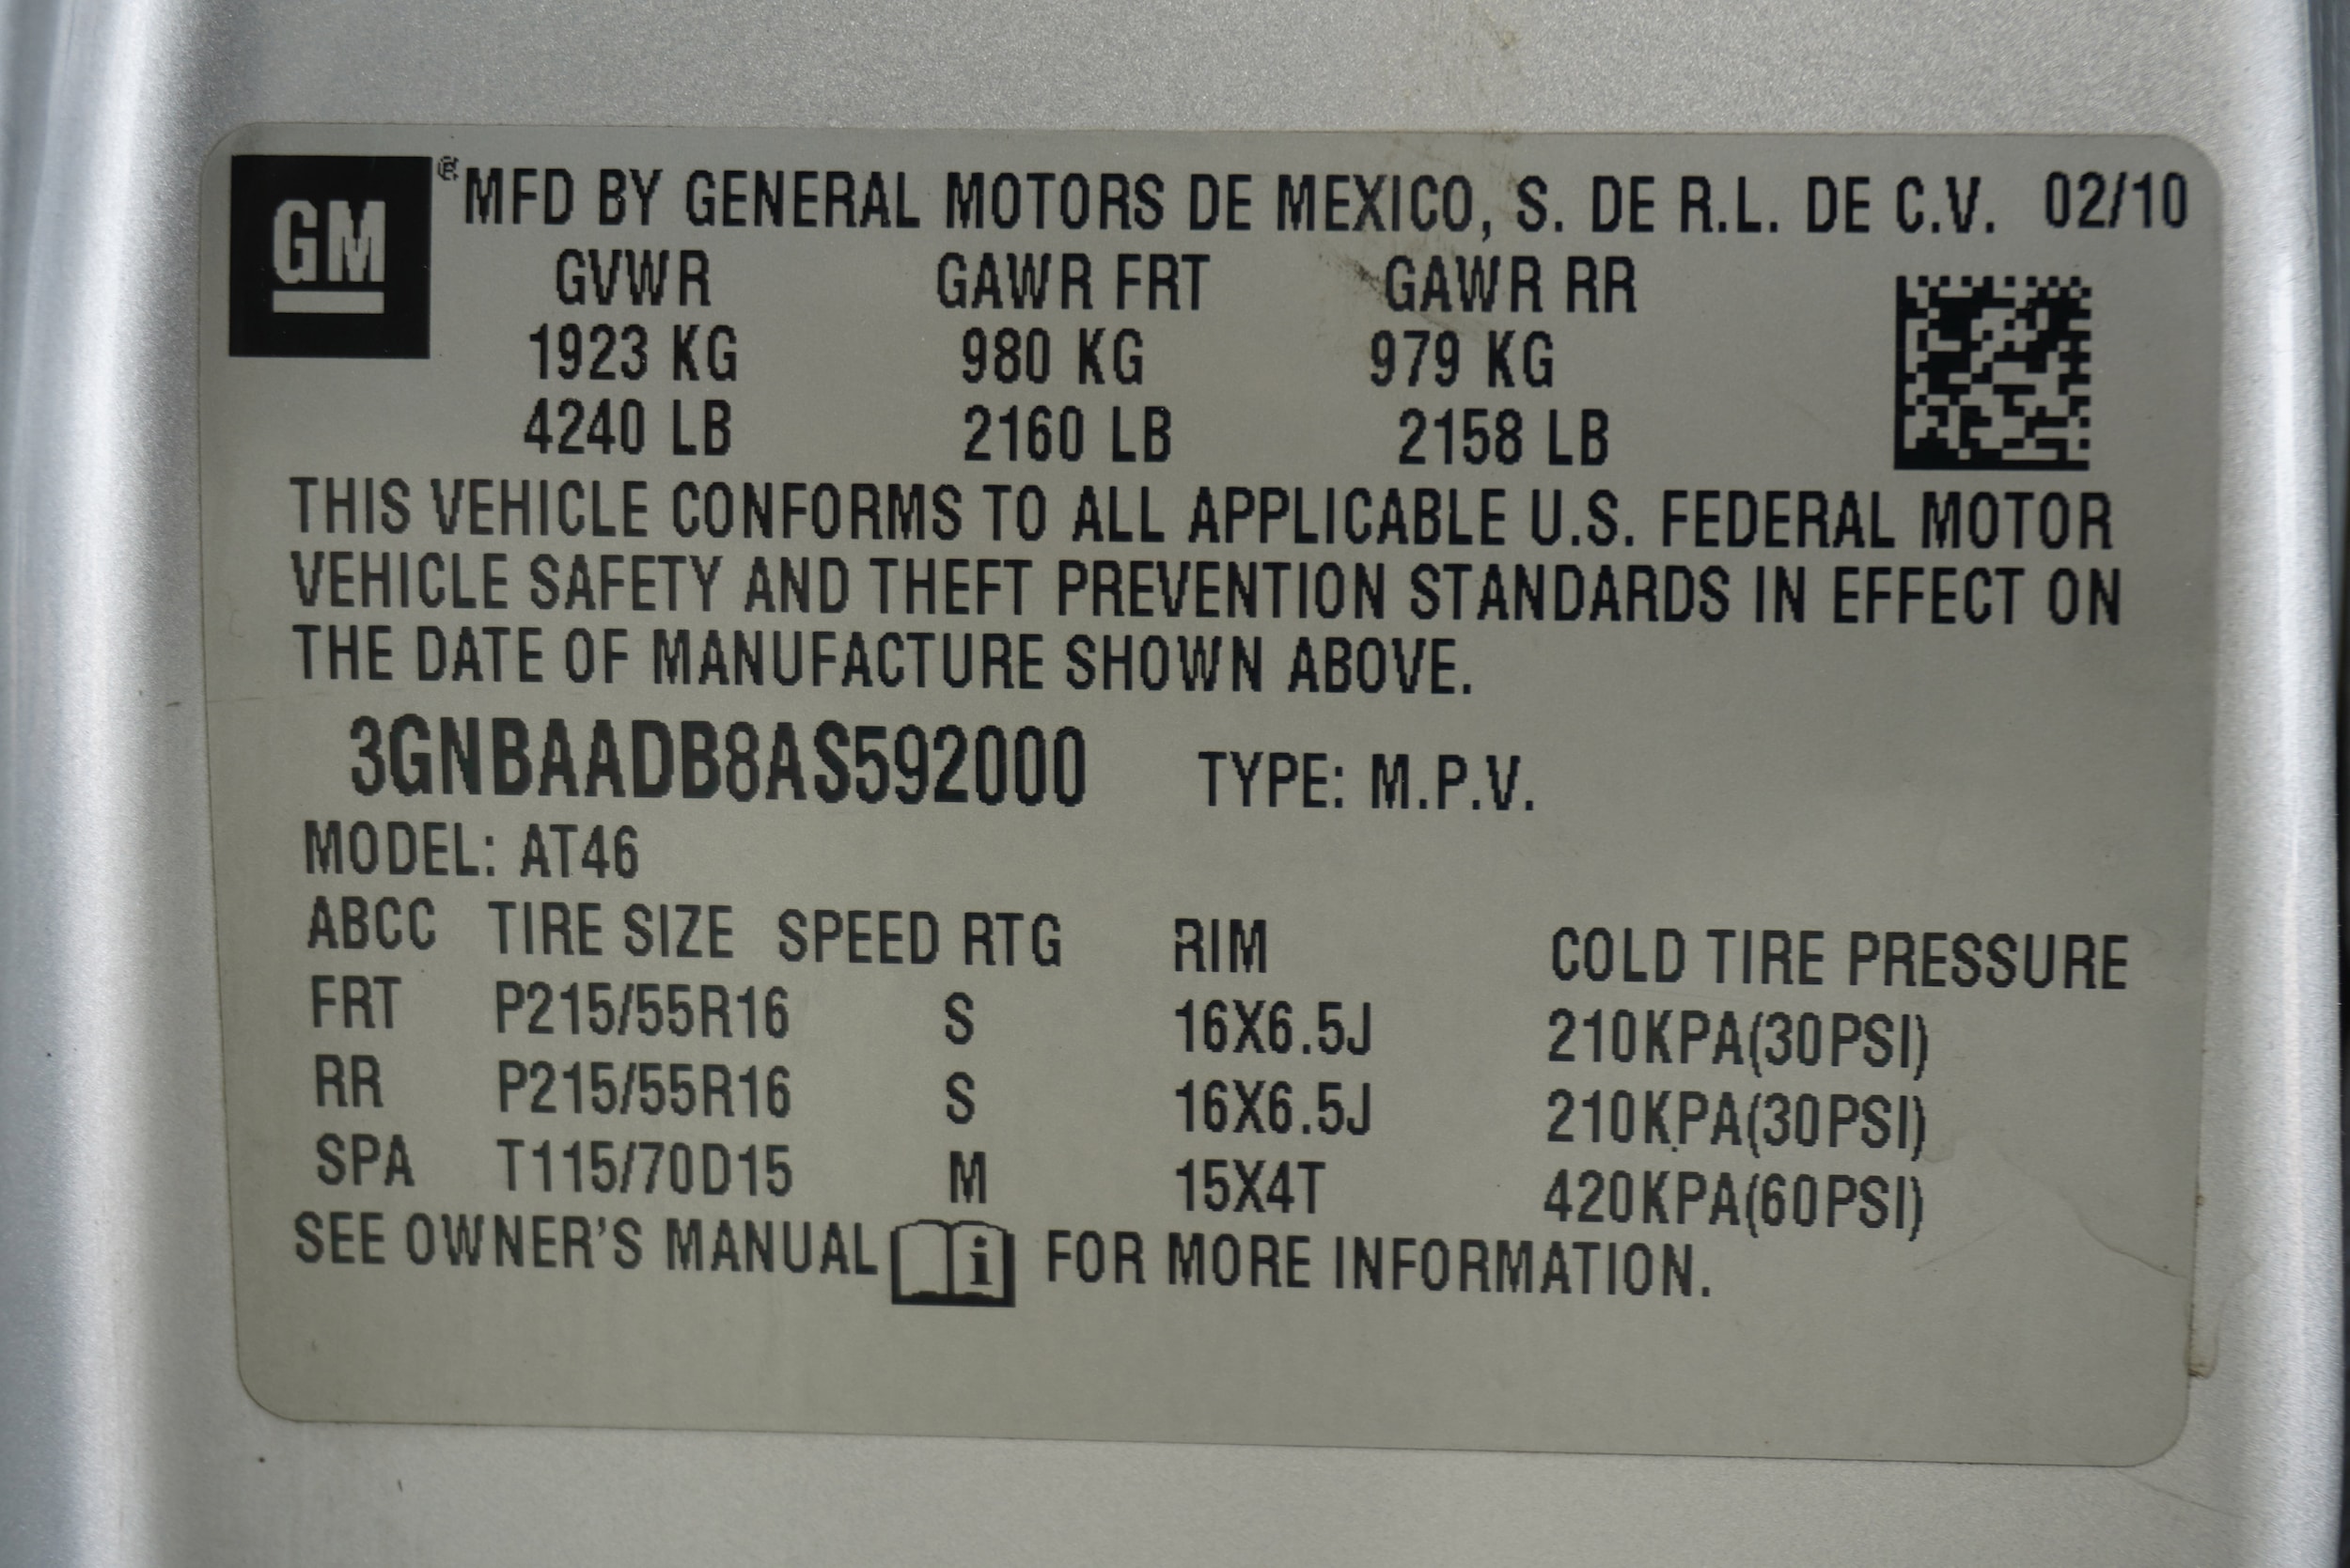 GM ® MFD BY GENERAL MOTORS DE MEXICO, S. DE R.L. DE C.V. 02/10
GVWR GAWR FRT GAWR RR
1923 KG 980 KG 979 KG
4240 LB 2160 LB 2158 LB
THIS VEHICLE CONFORMS TO ALL APPLICABLE U.S. FEDERAL MOTOR
VEHICLE SAFETY AND THEFT PREVENTION STANDARDS IN EFFECT ON
THE DATE OF MANUFACTURE SHOWN ABOVE.
3GNBAADB8AS592000 TYPE: M.P.V.
MODEL: AT46
ABCC TIRE SIZE SPEED RTG RIM COLD TIRE PRESSURE
FRT P215/55R16 S 16X6.5J 210KPA(30PSI)
RR P215/55R16 S 16X6.5J 210KPA(30PSI)
SPA T115/70D15 M 15X4T 420KPA(60PSI)
SEE OWNER'S MANUAL i FOR MORE INFORMATION.